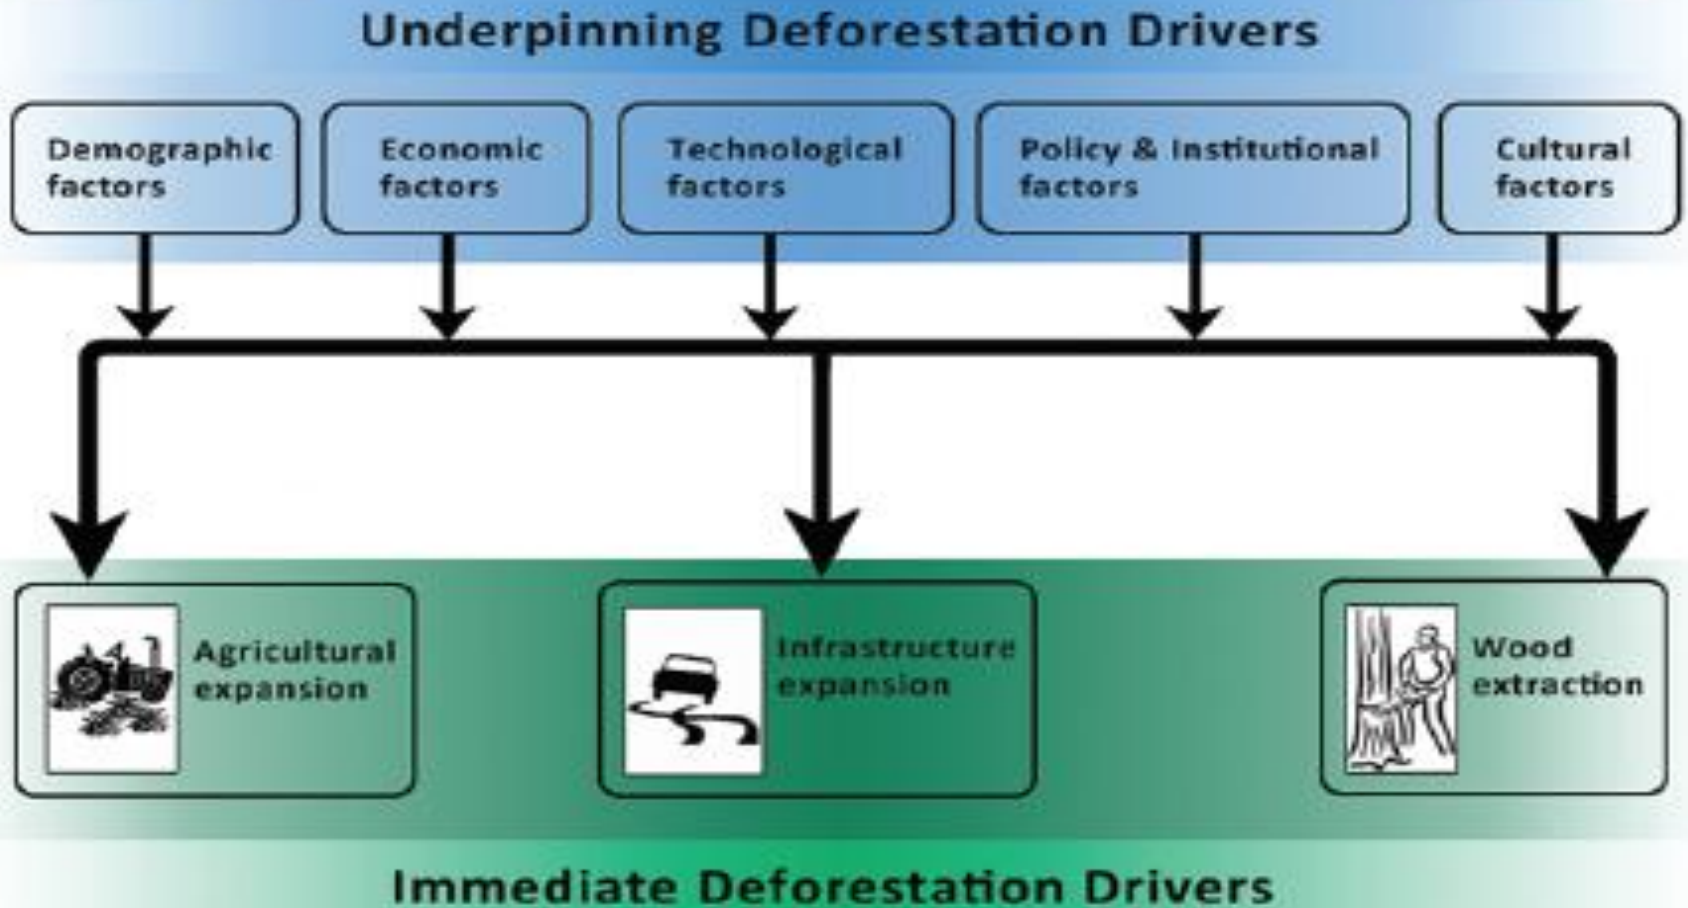 Underpinning Deforestation Drivers
Demographic
factors
Economic
factors
Technological
factors
Policy & Institutional
factors
Cultural
factors
Agricultural
expansion
Infrastructure
expansion
Wood
extraction
Immediate Deforestation Drivers